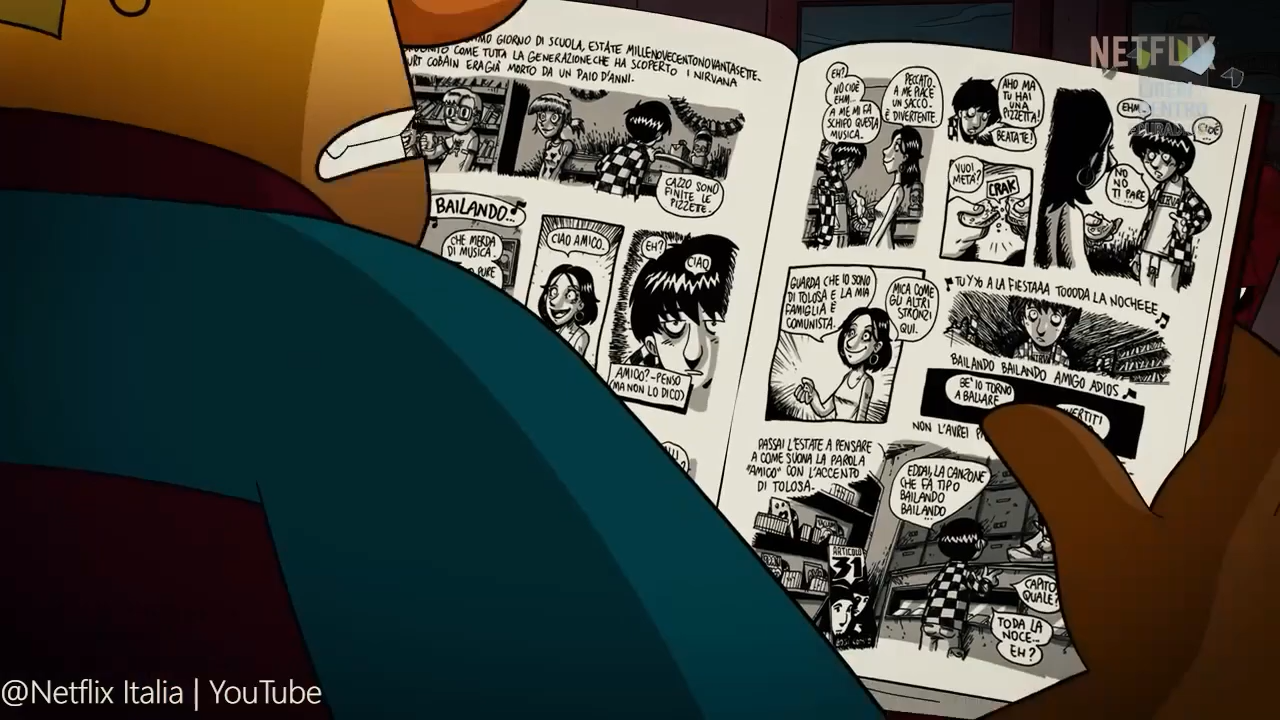 GIORNO DI SCUOLA, ESTATE MILLENOVECENTONOVANTASETTE.
COME TUTTA LA GENERAZIONE CHE HA SCOPERTO I NIRVANA
COBAIN ERA GIÀ MORTO DA UN PAIO D'ANNI.
CAZZO SONO
FINITE LE
PIZZETTE.
BAILANDO...
CHE MERDA
DI MUSICA.
PURE
CIAO AMICO.
EH?
CIAO
AMIGO? - PENSO
(MA NON LO DICO)
EH?
NO CIOÈ
EHM...
A ME MI FA
SCHIFO QUESTA
MUSICA.
PECCATO.
A ME PIACE
UN SACCO.
È DIVERTENTE.
AHO MA
TU HAI
UNA
PIZZETTA!
BEATA TE!
VUOI
METÀ?
CRAK
EHM
CIOÈ
NO
NO
TI PARE
GUARDA CHE IO SONO
DI TOLOSA E LA MIA
FAMIGLIA È
COMUNISTA.
MICA COME
GLI ALTRI
STRONZI
QUI.
TU Y YO A LA FIESTAAA TOOODA LA NOCHEEE
BAILANDO BAILANDO AMIGO ADIOS
BE' IO TORNO
A BALLARE
NON L'AVREI
PASSAI L'ESTATE A PENSARE
A COME SUONA LA PAROLA
"AMIGO" CON L'ACCENTO
DI TOLOSA.
EDDAI, LA CANZONE
CHE FA TIPO
BAILANDO
BAILANDO
...
ARTICOLO
31
CAPITO
QUALE?
TODA LA
NOCE...
EH?
NETFLIX
@Netflix Italia | YouTube